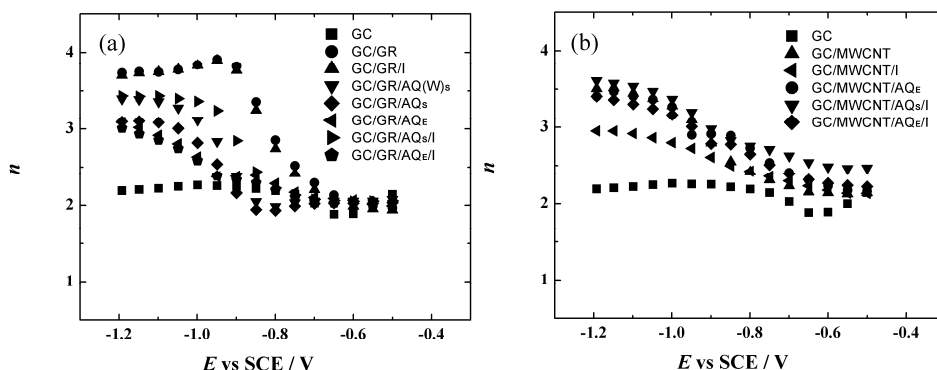 (a)
GC
GC/GR
GC/GR/I
GC/GR/AQ(W)s
GC/GR/AQs
GC/GR/AQE
GC/GR/AQs/I
GC/GR/AQE/I
n
4
3
2
1
-1.2 -1.0 -0.8 -0.6 -0.4
E vs SCE / V
(b)
GC
GC/MWCNT
GC/MWCNT/I
GC/MWCNT/AQE
GC/MWCNT/AQs/I
GC/MWCNT/AQE/I
n
4
3
2
1
-1.2 -1.0 -0.8 -0.6 -0.4
E vs SCE / V